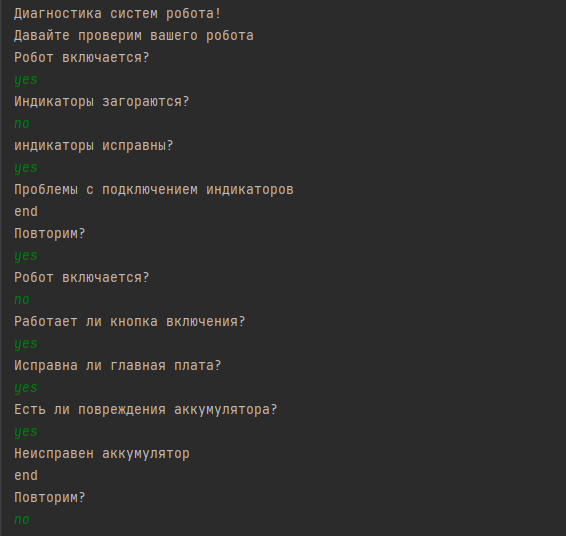 Диагностика систем робота!
Давайте проверим вашего робота
Робот включается?
yes
Индикаторы загораются?
no
индикаторы исправны?
yes
Проблемы с подключением индикаторов
end
Повторим?
yes
Робот включается?
no
Работает ли кнопка включения?
yes
Исправна ли главная плата?
yes
Есть ли повреждения аккумулятора?
yes
Неисправен аккумулятор
end
Повторим?
no